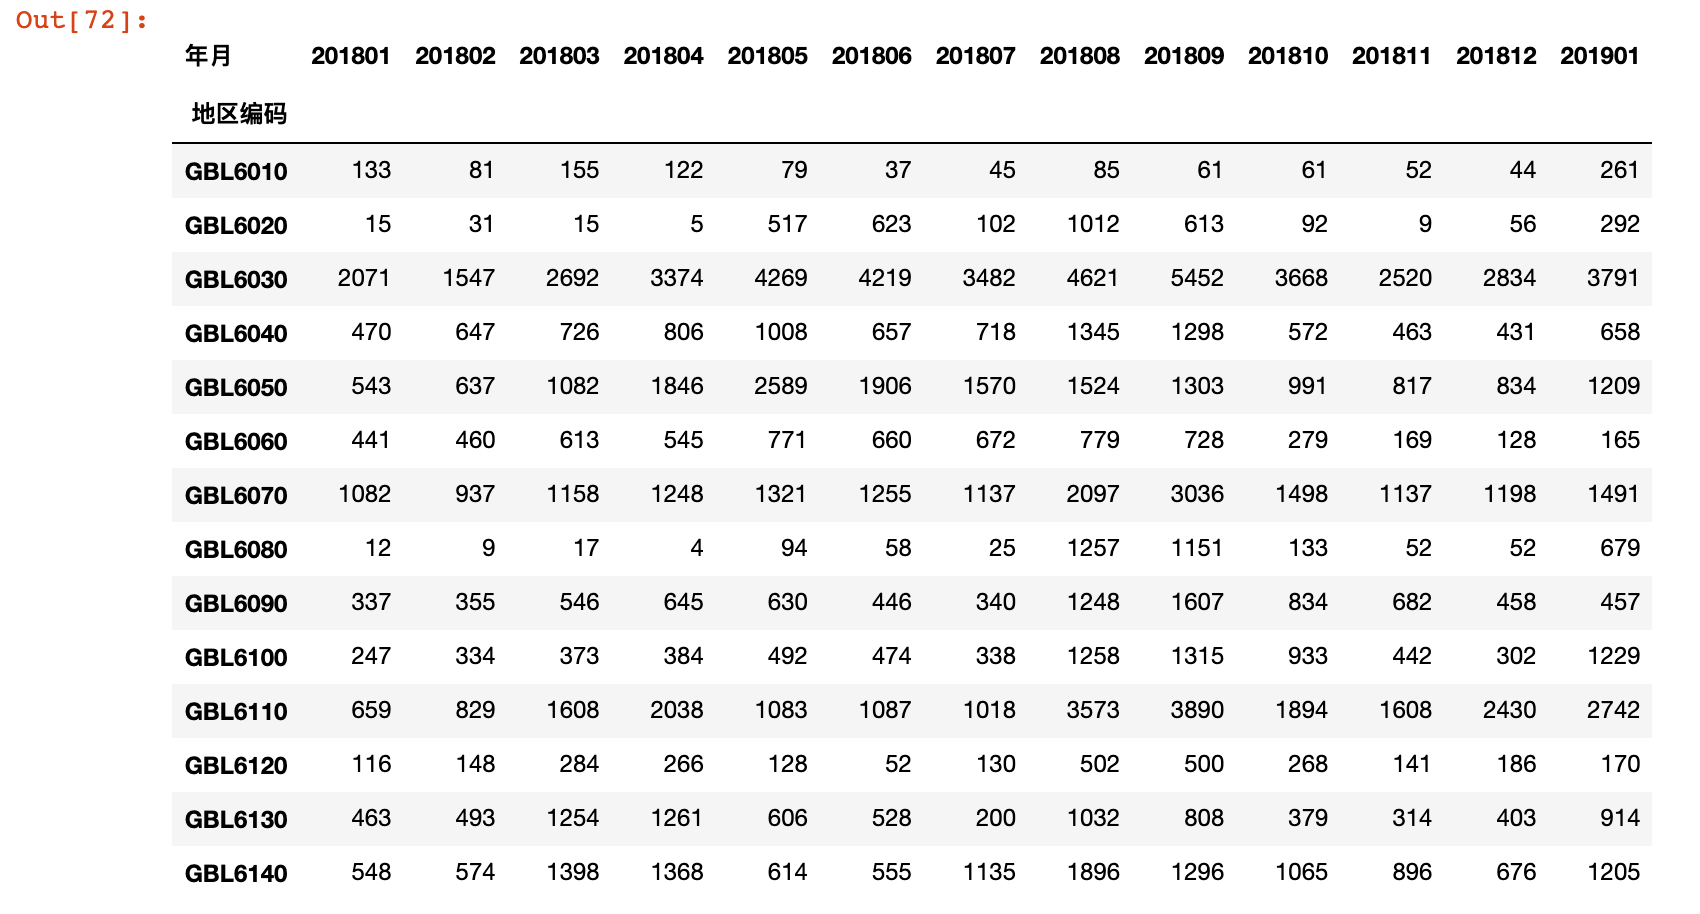 Out[72]:
年月 201801 201802 201803 201804 201805 201806 201807 201808 201809 201810 201811 201812 201901
地区编码
GBL6010 133 81 155 122 79 37 45 85 61 61 52 44 261
GBL6020 15 31 15 5 517 623 102 1012 613 92 9 56 292
GBL6030 2071 1547 2692 3374 4269 4219 3482 4621 5452 3668 2520 2834 3791
GBL6040 470 647 726 806 1008 657 718 1345 1298 572 463 431 658
GBL6050 543 637 1082 1846 2589 1906 1570 1524 1303 991 817 834 1209
GBL6060 441 460 613 545 771 660 672 779 728 279 169 128 165
GBL6070 1082 937 1158 1248 1321 1255 1137 2097 3036 1498 1137 1198 1491
GBL6080 12 9 17 4 94 58 25 1257 1151 133 52 52 679
GBL6090 337 355 546 645 630 446 340 1248 1607 834 682 458 457
GBL6100 247 334 373 384 492 474 338 1258 1315 933 442 302 1229
GBL6110 659 829 1608 2038 1083 1087 1018 3573 3890 1894 1608 2430 2742
GBL6120 116 148 284 266 128 52 130 502 500 268 141 186 170
GBL6130 463 493 1254 1261 606 528 200 1032 808 379 314 403 914
GBL6140 548 574 1398 1368 614 555 1135 1896 1296 1065 896 676 1205